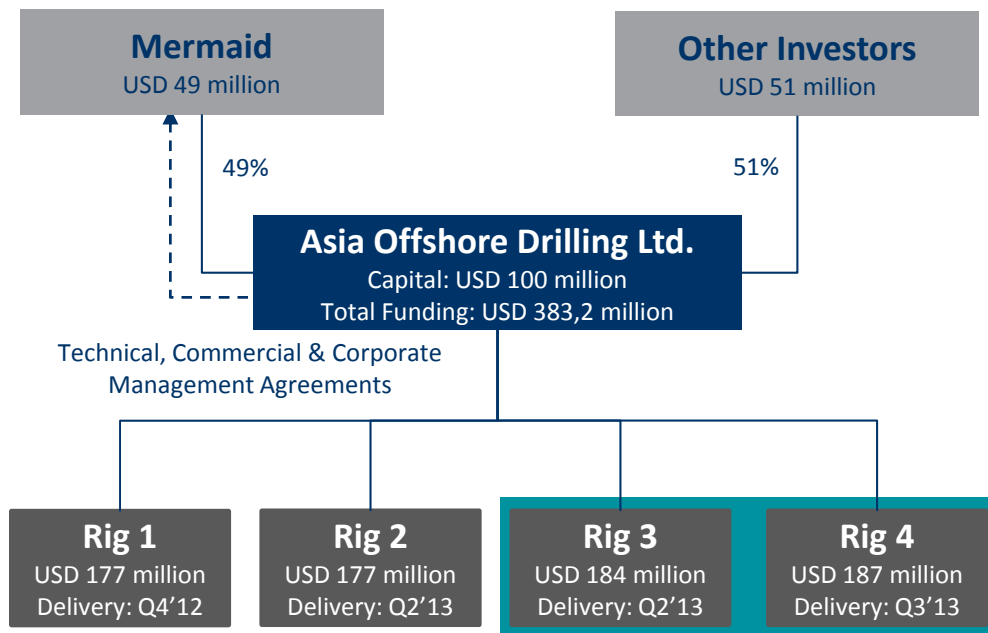 Mermaid
USD 49 million
Other Investors
USD 51 million
49%
51%
Asia Offshore Drilling Ltd.
Capital: USD 100 million
Total Funding: USD 383,2 million
Technical, Commercial & Corporate
Management Agreements
Rig 1
USD 177 million
Delivery: Q4’12
Rig 2
USD 177 million
Delivery: Q2’13
Rig 3
USD 184 million
Delivery: Q2’13
Rig 4
USD 187 million
Delivery: Q3’13